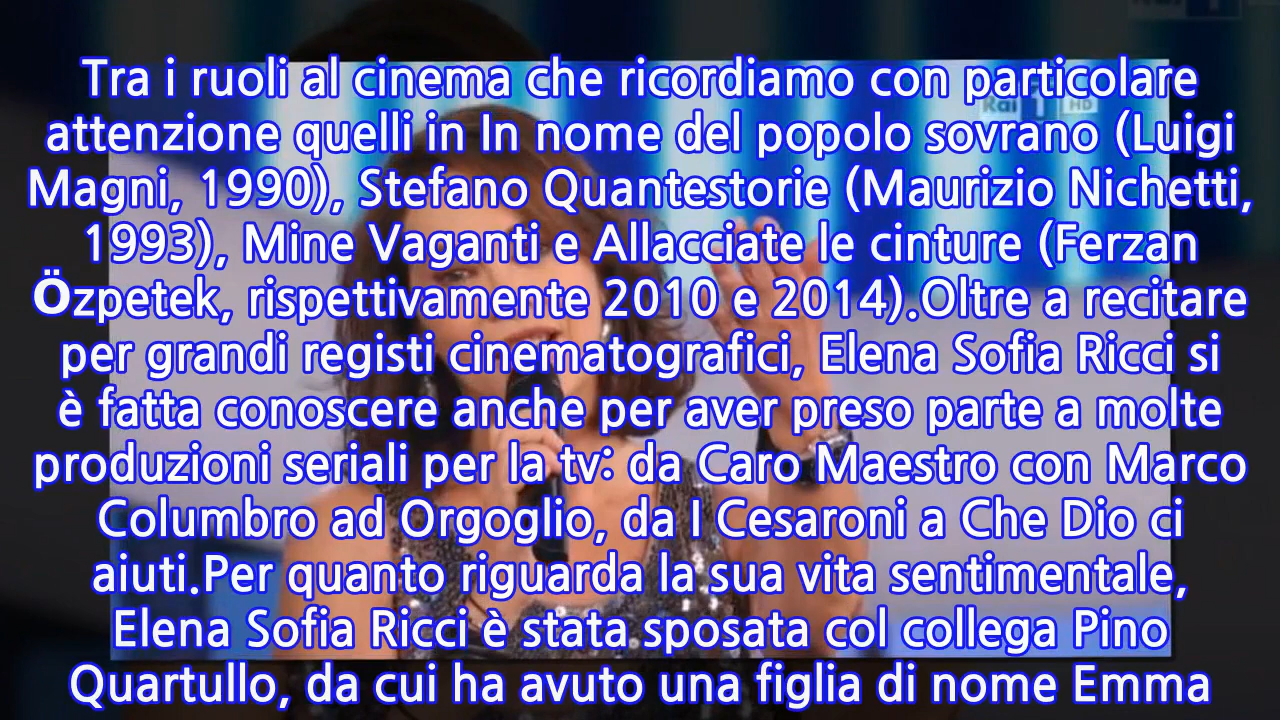 Tra i ruoli al cinema che ricordiamo con particolare
attenzione quelli in In nome del popolo sovrano (Luigi
Magni, 1990), Stefano Quantestorie (Maurizio Nichetti,
1993), Mine Vaganti e Allacciate le cinture (Ferzan
Özpetek, rispettivamente 2010 e 2014).Oltre a recitare
per grandi registi cinematografici, Elena Sofia Ricci si
è fatta conoscere anche per aver preso parte a molte
produzioni seriali per la tv: da Caro Maestro con Marco
Columbro ad Orgoglio, da I Cesaroni a Che Dio ci
aiuti.Per quanto riguarda la sua vita sentimentale,
Elena Sofia Ricci è stata sposata col collega Pino
Quartullo, da cui ha avuto una figlia di nome Emma
Rai 1 HD